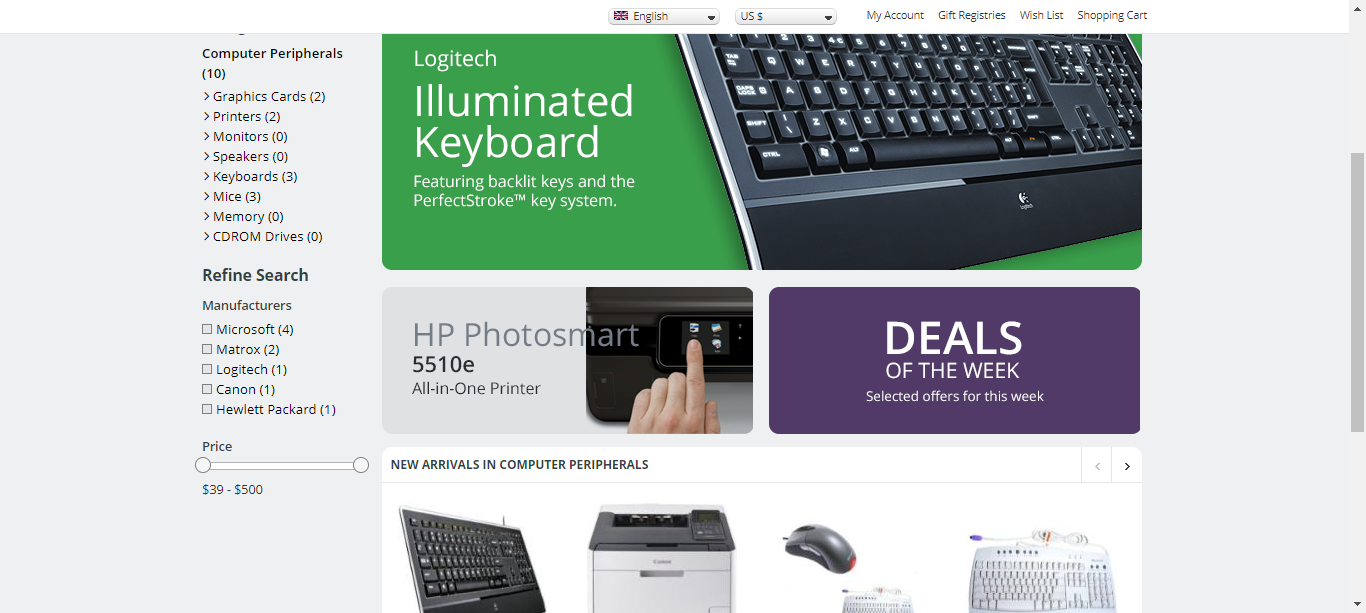 English
US $
My Account
Gift Registries
Wish List
Shopping Cart
Computer Peripherals
(10)
Graphics Cards (2)
Printers (2)
Monitors (0)
Speakers (0)
Keyboards (3)
Mice (3)
Memory (0)
CDROM Drives (0)
Refine Search
Manufacturers
Microsoft (4)
Matrox (2)
Logitech (1)
Canon (1)
Hewlett Packard (1)
Price
$39 - $500
Logitech
Illuminated
Keyboard
Featuring backlit keys and the
PerfectStroke™ key system.
HP Photosmart
5510e
All-in-One Printer
DEALS
OF THE WEEK
Selected offers for this week
NEW ARRIVALS IN COMPUTER PERIPHERALS